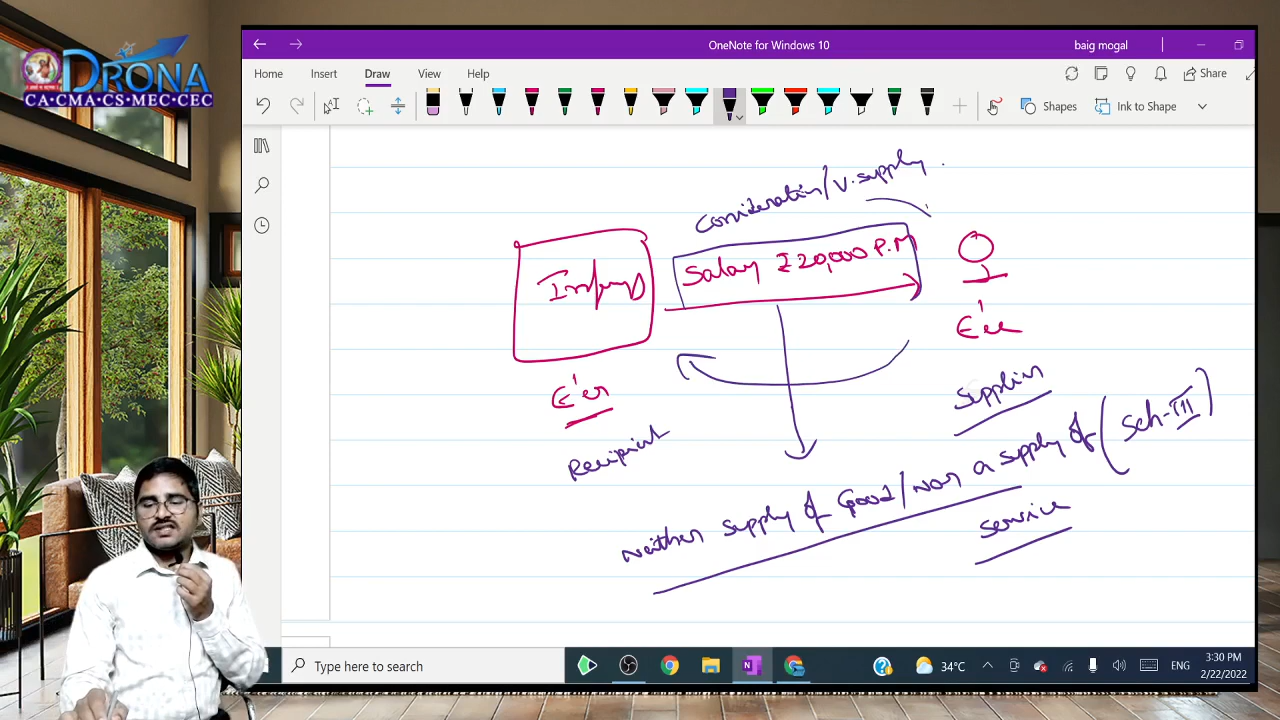 DRONA
CA•CMA•CS•MEC•CEC
OneNote for Windows 10
baig mogal
Home Insert Draw View Help
Share
Shapes
Ink to Shape
Consideration/V.supply
Infosys
Salary ₹20,000 P.M
E'ee
E'er
Supplier
Recipient
Neither supply of Good/Nor a supply of (Sch-III)
Service
Type here to search
34°C
ENG
3:30 PM
2/22/2022